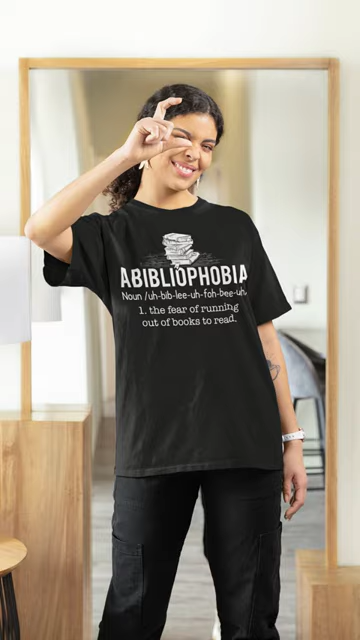 ABIBLIOPHOBIA
Noun /uh-bib-lee-uh-foh-bee-uh
1. the fear of running
out of books to read.